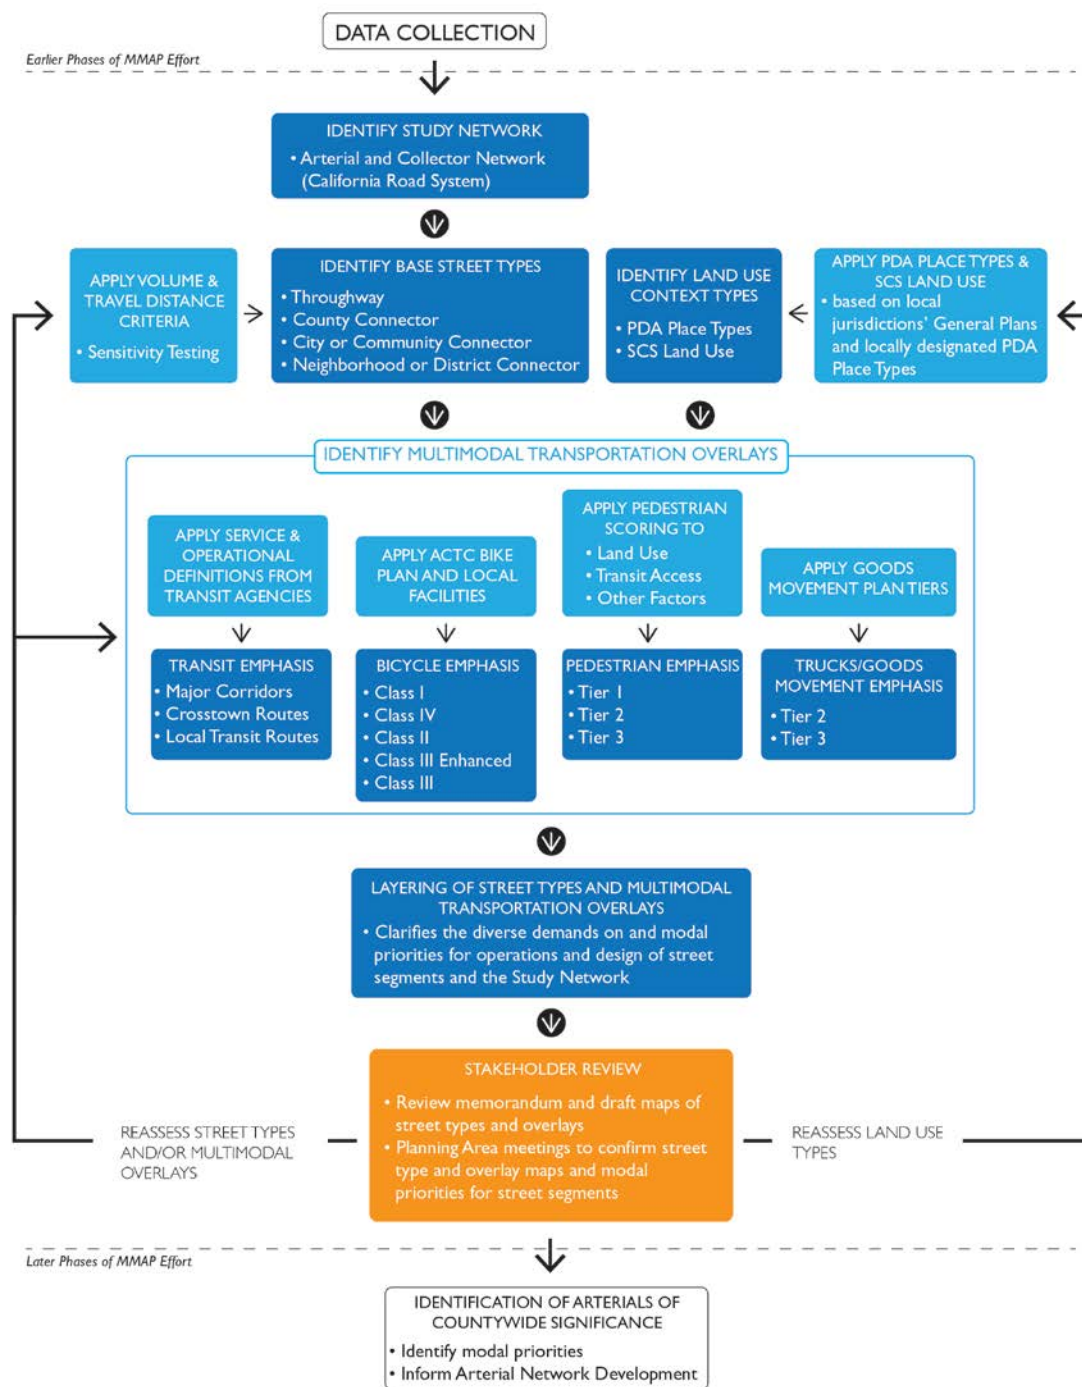 DATA COLLECTION
Earlier Phases of MMAP Effort
IDENTIFY STUDY NETWORK
• Arterial and Collector Network
(California Road System)
APPLY VOLUME &
TRAVEL DISTANCE
CRITERIA
• Sensitivity Testing
IDENTIFY BASE STREET TYPES
• Throughway
• County Connector
• City or Community Connector
• Neighborhood or District Connector
IDENTIFY LAND USE
CONTEXT TYPES
• PDA Place Types
• SCS Land Use
APPLY PDA PLACE TYPES &
SCS LAND USE
• based on local
jurisdictions' General Plans
and locally designated PDA
Place Types
IDENTIFY MULTIMODAL TRANSPORTATION OVERLAYS
APPLY SERVICE &
OPERATIONAL
DEFINITIONS FROM
TRANSIT AGENCIES
APPLY ACTC BIKE
PLAN AND LOCAL
FACILITIES
APPLY PEDESTRIAN
SCORING TO
• Land Use
• Transit Access
• Other Factors
APPLY GOODS
MOVEMENT PLAN TIERS
TRANSIT EMPHASIS
• Major Corridors
• Crosstown Routes
• Local Transit Routes
BICYCLE EMPHASIS
• Class I
• Class IV
• Class II
• Class III Enhanced
• Class III
PEDESTRIAN EMPHASIS
• Tier 1
• Tier 2
• Tier 3
TRUCKS/GOODS
MOVEMENT EMPHASIS
• Tier 2
• Tier 3
LAYERING OF STREET TYPES AND MULTIMODAL
TRANSPORTATION OVERLAYS
• Clarifies the diverse demands on and modal
priorities for operations and design of street
segments and the Study Network
STAKEHOLDER REVIEW
• Review memorandum and draft maps of
street types and overlays
• Planning Area meetings to confirm street
type and overlay maps and modal
priorities for street segments
REASSESS STREET TYPES
AND/OR MULTIMODAL
OVERLAYS
REASSESS LAND USE
TYPES
Later Phases of MMAP Effort
IDENTIFICATION OF ARTERIALS OF
COUNTYWIDE SIGNIFICANCE
• Identify modal priorities
• Inform Arterial Network Development